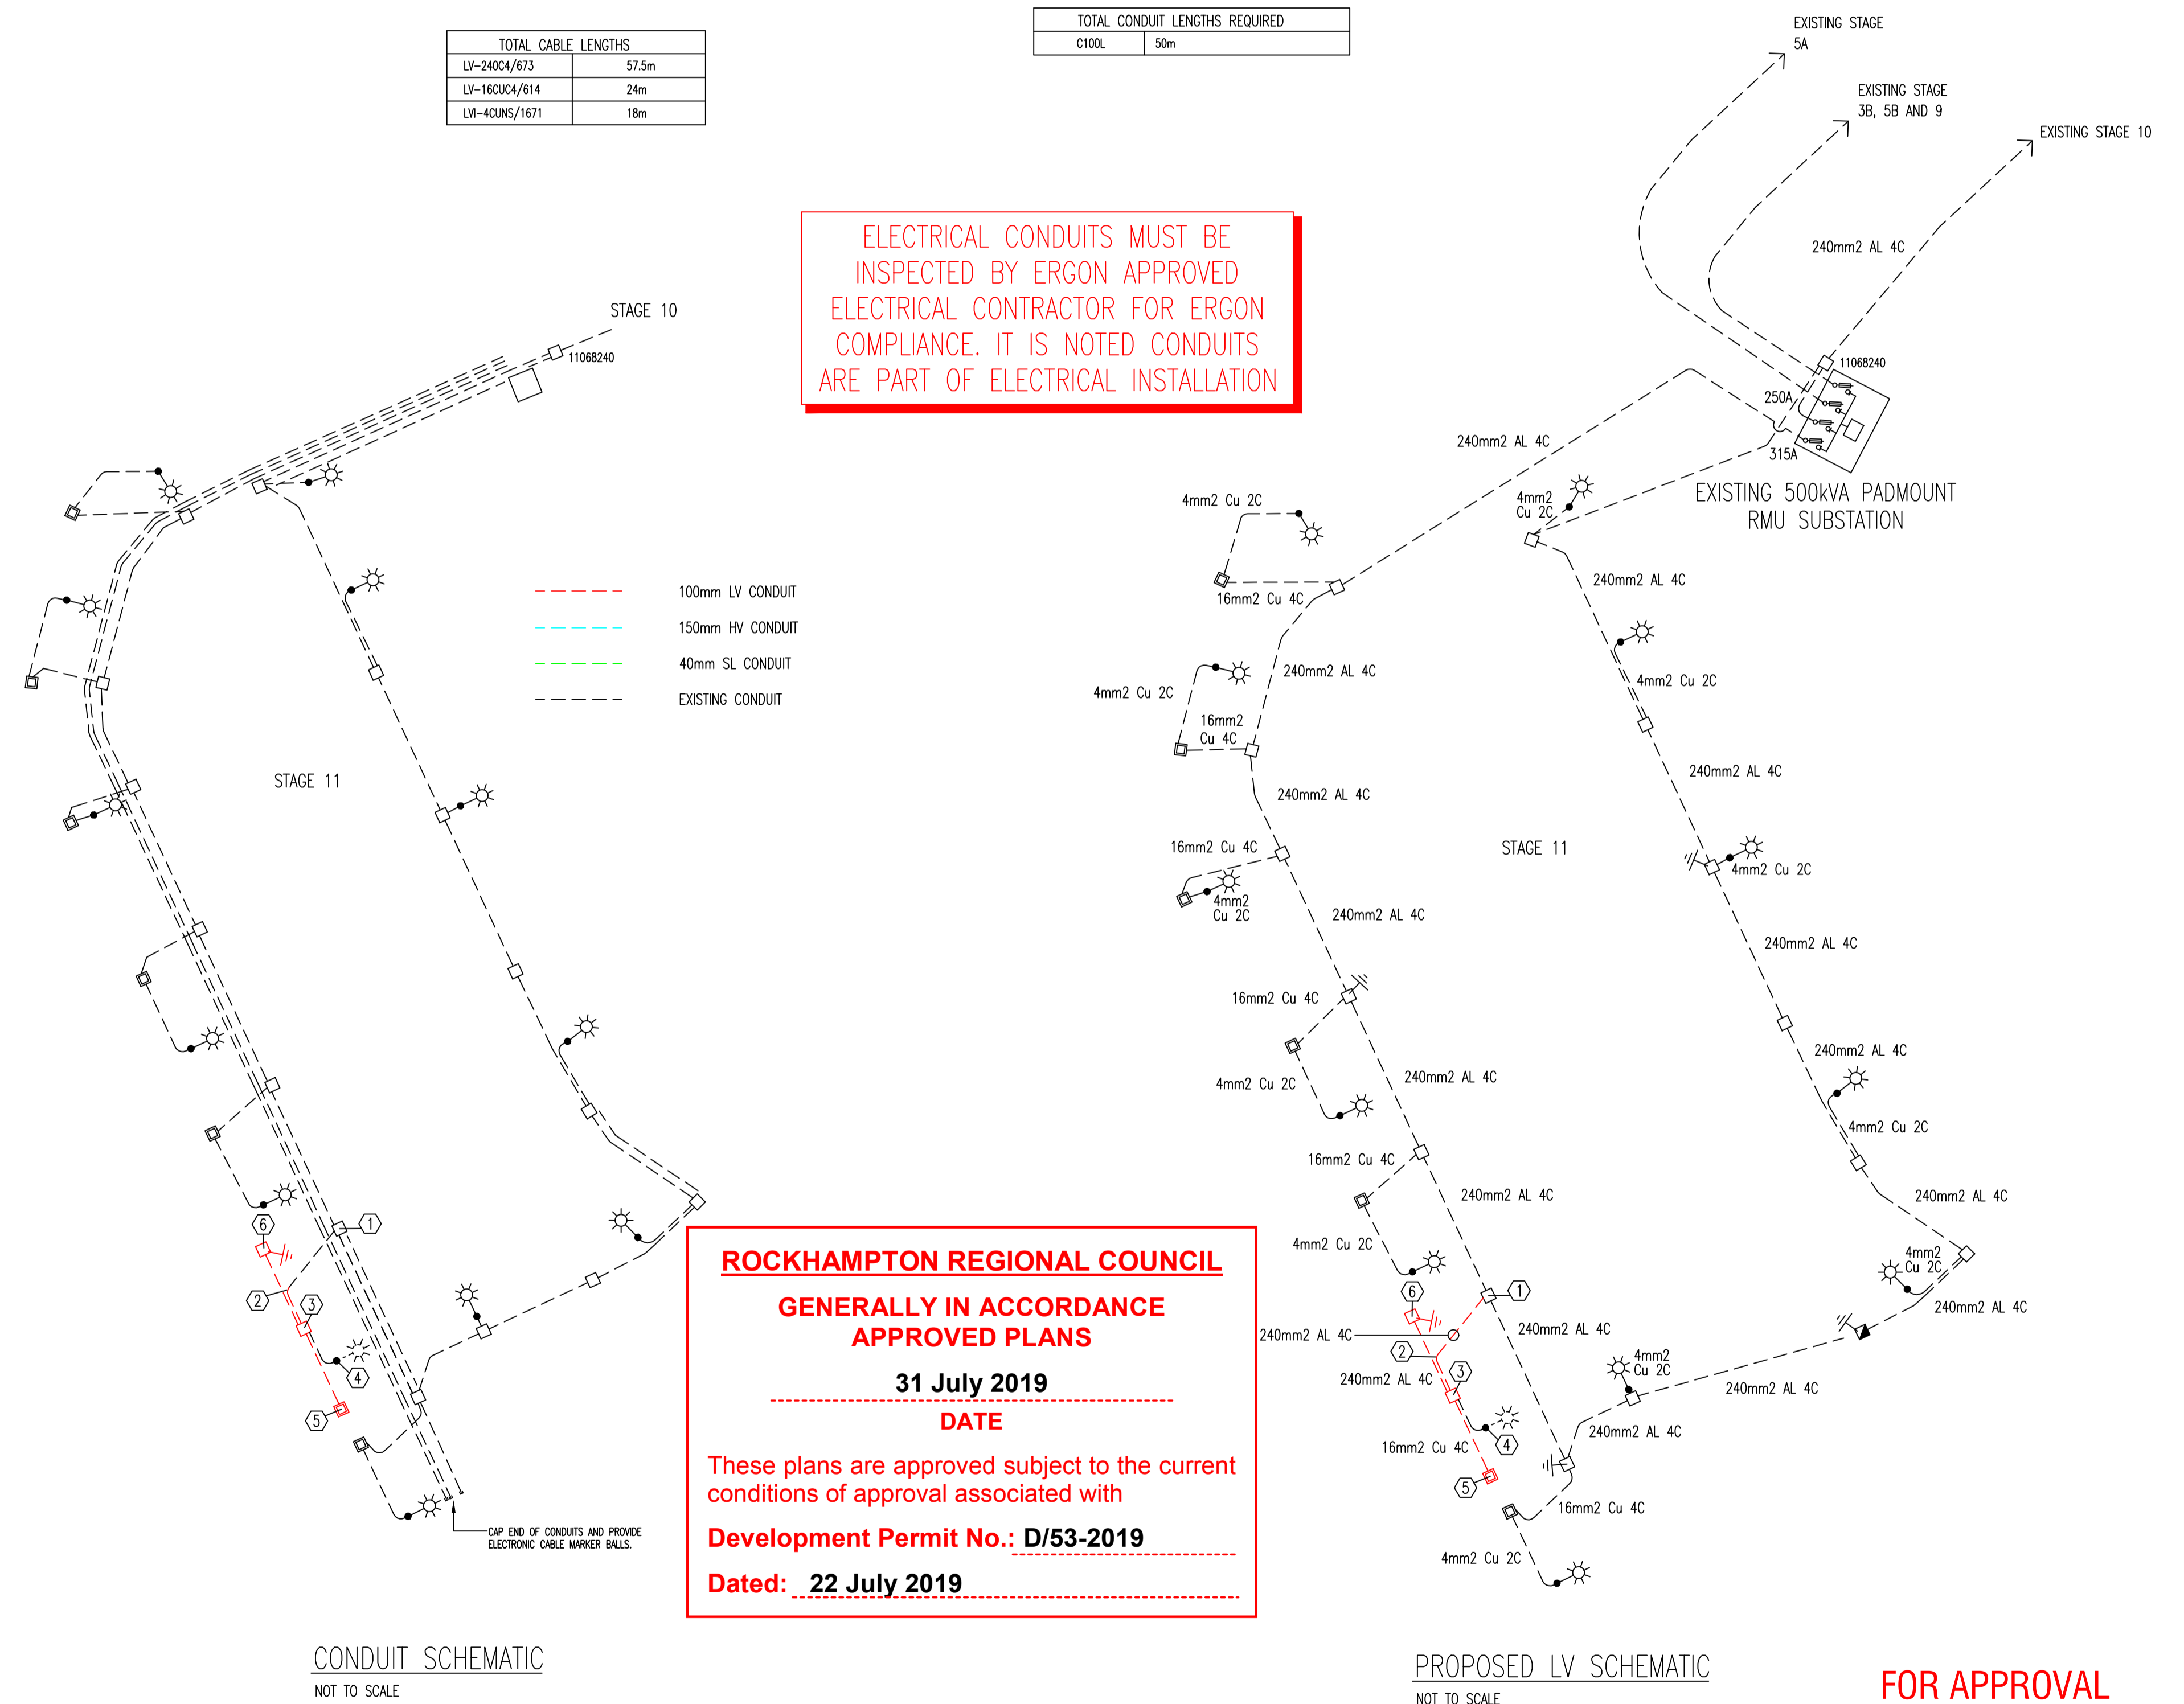 TOTAL CABLE LENGTHS
LV-240C4/673 57.5m
LV-16CUC4/614 24m
LVI-4CUNS/1671 18m
TOTAL CONDUIT LENGTHS REQUIRED
C100L 50m
ELECTRICAL CONDUITS MUST BE
INSPECTED BY ERGON APPROVED
ELECTRICAL CONTRACTOR FOR ERGON
COMPLIANCE. IT IS NOTED CONDUITS
ARE PART OF ELECTRICAL INSTALLATION
STAGE 10
11068240
100mm LV CONDUIT
150mm HV CONDUIT
40mm SL CONDUIT
EXISTING CONDUIT
STAGE 11
1
6
2
3
4
5
CAP END OF CONDUITS AND PROVIDE
ELECTRONIC CABLE MARKER BALLS.
CONDUIT SCHEMATIC
NOT TO SCALE
ROCKHAMPTON REGIONAL COUNCIL
GENERALLY IN ACCORDANCE
APPROVED PLANS
31 July 2019
DATE
These plans are approved subject to the current
conditions of approval associated with
Development Permit No.: D/53-2019
Dated: 22 July 2019
EXISTING STAGE
5A
EXISTING STAGE
3B, 5B AND 9
EXISTING STAGE 10
240mm2 AL 4C
11068240
250A
315A
EXISTING 500kVA PADMOUNT
RMU SUBSTATION
240mm2 AL 4C
4mm2
Cu 2C
4mm2 Cu 2C
16mm2 Cu 4C
240mm2 AL 4C
240mm2 AL 4C
4mm2 Cu 2C
4mm2 Cu 2C
16mm2
Cu 4C
240mm2 AL 4C
240mm2 AL 4C
16mm2 Cu 4C
STAGE 11
4mm2 Cu 2C
4mm2
Cu 2C
240mm2 AL 4C
240mm2 AL 4C
16mm2 Cu 4C
240mm2 AL 4C
240mm2 AL 4C
4mm2 Cu 2C
4mm2 Cu 2C
16mm2 Cu 4C
240mm2 AL 4C
240mm2 AL 4C
4mm2 Cu 2C
4mm2
Cu 2C
6
1
240mm2 AL 4C
240mm2 AL 4C
240mm2 AL 4C
2
3
4mm2
Cu 2C
240mm2 AL 4C
240mm2 AL 4C
240mm2 AL 4C
16mm2 Cu 4C
4
5
16mm2 Cu 4C
4mm2 Cu 2C
PROPOSED LV SCHEMATIC
NOT TO SCALE
FOR APPROVAL